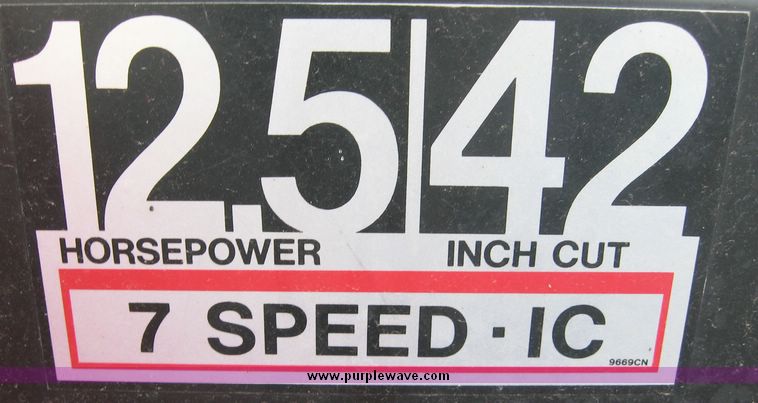 12.5 42
HORSEPOWER INCH CUT
7 SPEED · IC
9669CN
www.purplewave.com